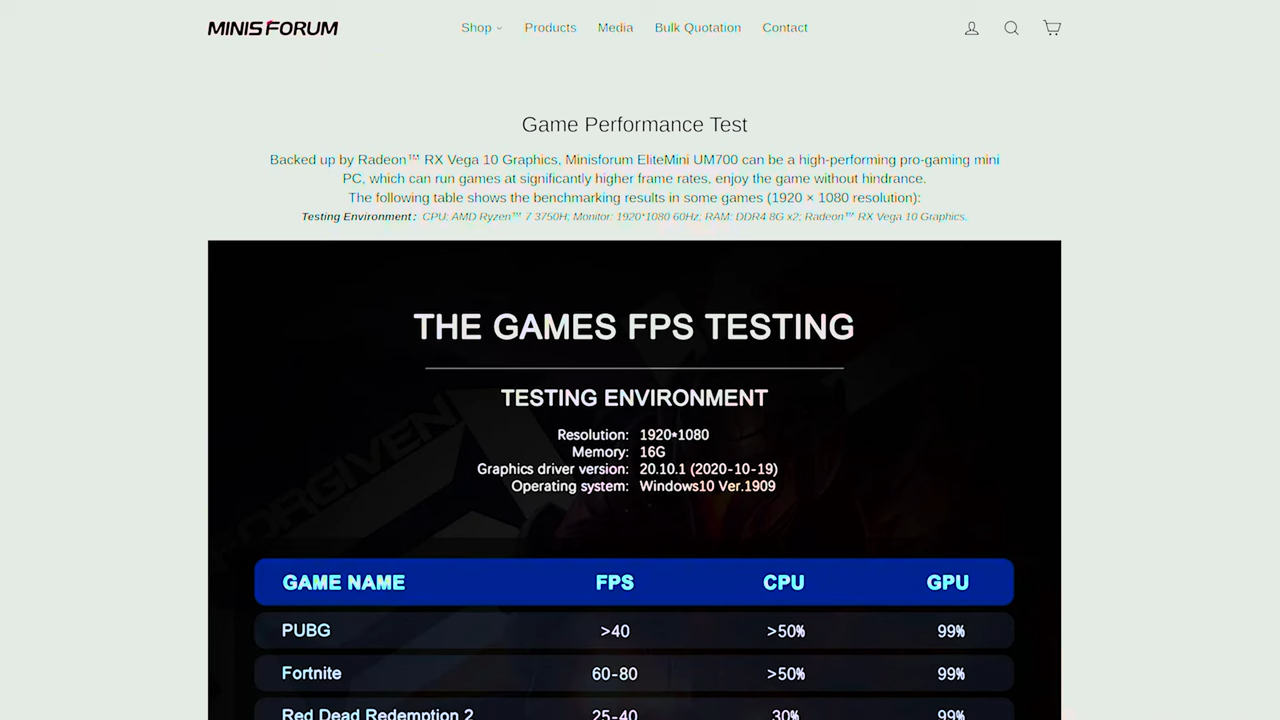 MINISFORUM
Shop Products Media Bulk Quotation Contact
Game Performance Test
Backed up by Radeon™ RX Vega 10 Graphics, Minisforum EliteMini UM700 can be a high-performing pro-gaming mini
PC, which can run games at significantly higher frame rates, enjoy the game without hindrance.
The following table shows the benchmarking results in some games (1920 × 1080 resolution):
Testing Environment: CPU: AMD Ryzen™ 7 3750H; Monitor: 1920*1080 60Hz; RAM: DDR4 8G x2; Radeon™ RX Vega 10 Graphics.
THE GAMES FPS TESTING
TESTING ENVIRONMENT
Resolution: 1920*1080
Memory: 16G
Graphics driver version: 20.10.1 (2020-10-19)
Operating system: Windows10 Ver.1909
FORGIVEN
GAME NAME FPS CPU GPU
PUBG >40 >50% 99%
Fortnite 60-80 >50% 99%
Red Dead Redemption 2 25-40 30% 99%